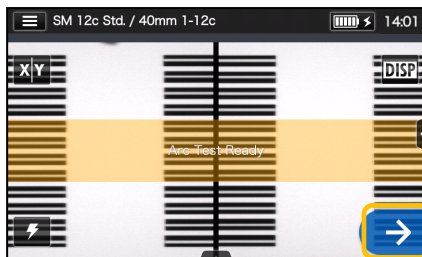 SM 12c Std. / 40mm 1-12c
14:01
X Y
DISP
Arc Test Ready